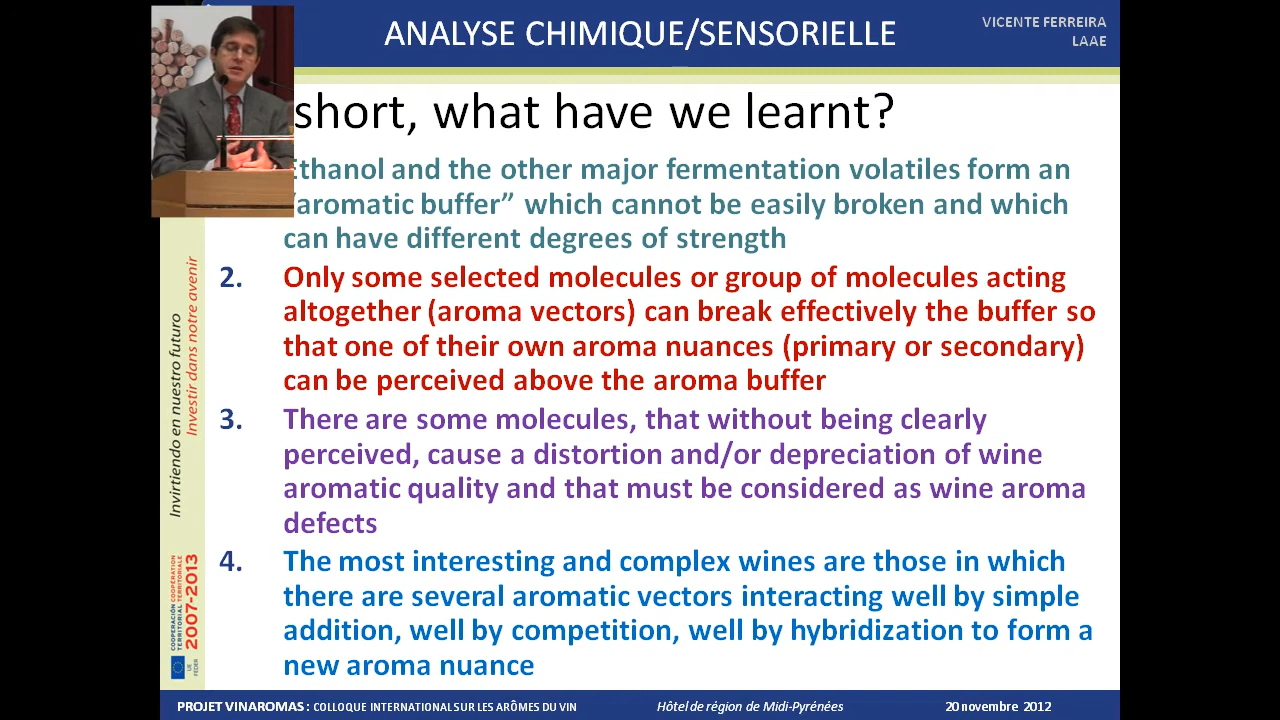 ANALYSE CHIMIQUE/SENSORIELLE
VICENTE FERREIRA
LAAE
short, what have we learnt?
Ethanol and the other major fermentation volatiles form an
aromatic buffer” which cannot be easily broken and which
can have different degrees of strength
2. Only some selected molecules or group of molecules acting
altogether (aroma vectors) can break effectively the buffer so
that one of their own aroma nuances (primary or secondary)
can be perceived above the aroma buffer
3. There are some molecules, that without being clearly
perceived, cause a distortion and/or depreciation of wine
aromatic quality and that must be considered as wine aroma
defects
4. The most interesting and complex wines are those in which
there are several aromatic vectors interacting well by simple
addition, well by competition, well by hybridization to form a
new aroma nuance
Invirtiendo en nuestro futuro
Investir dans notre avenir
COOPERACIÓN COOPÉRATION
TERRITORIAL TERRITORIALE
2007-2013
UE
FEDER
PROJET VINAROMAS : COLLOQUE INTERNATIONAL SUR LES ARÔMES DU VIN
Hôtel de région de Midi-Pyrénées
20 novembre 2012